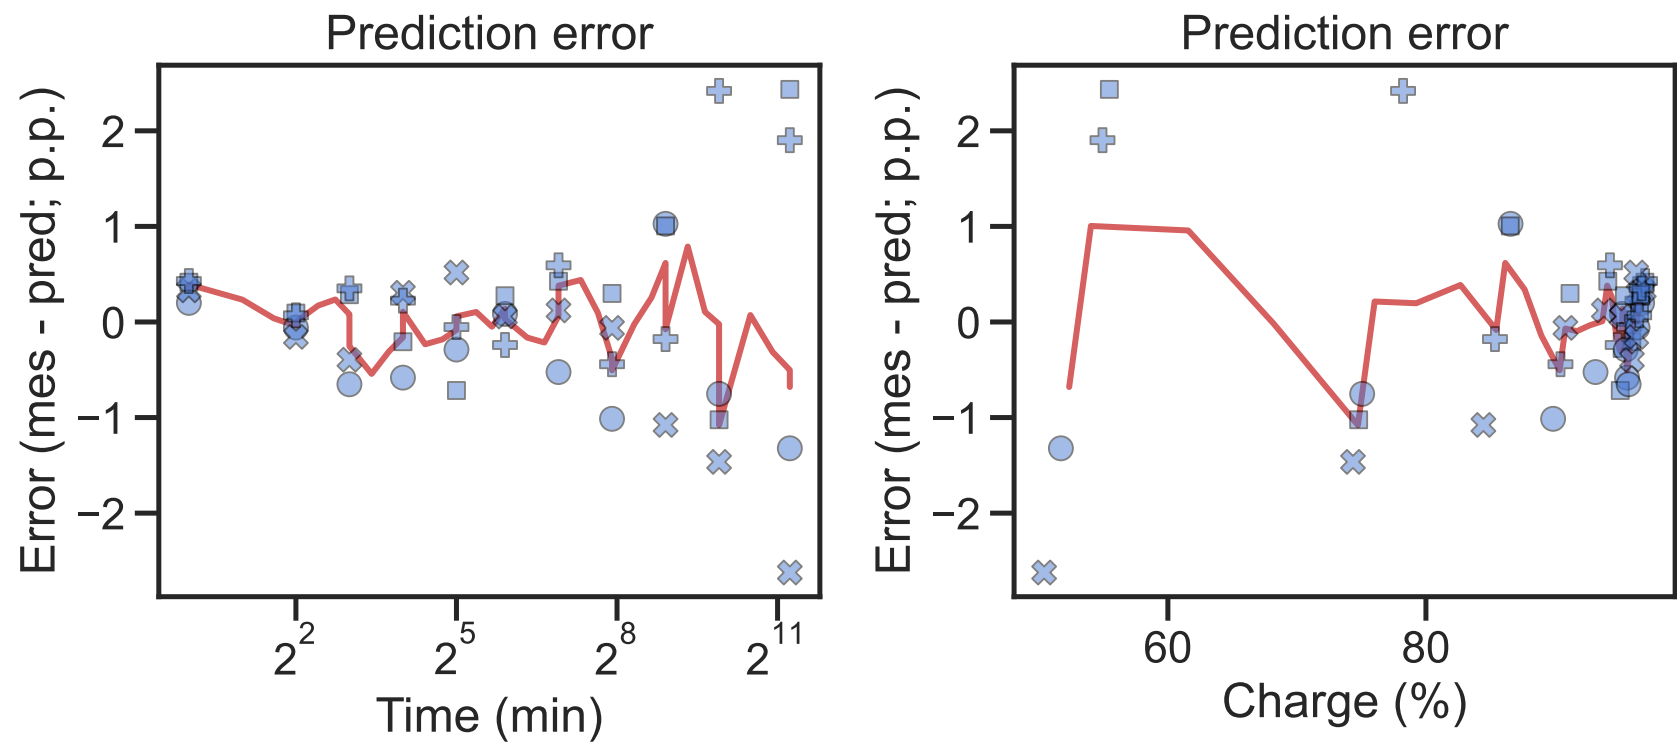 Prediction error
Error (mes - pred; p.p.)
2
1
0
−1
−2
2^2
2^5
2^8
2^11
Time (min)
Prediction error
Error (mes - pred; p.p.)
2
1
0
−1
−2
60
80
Charge (%)